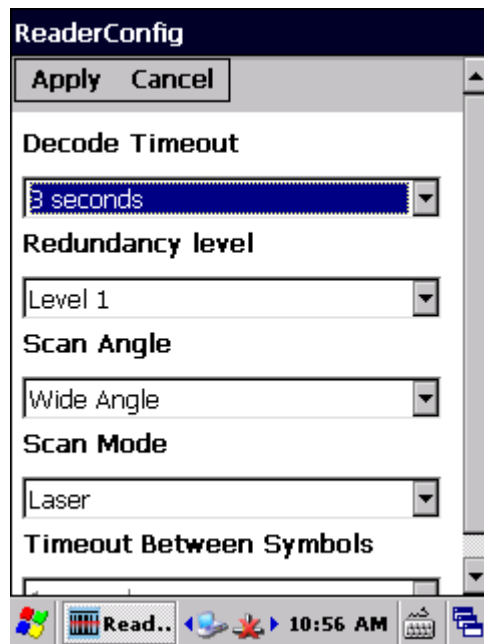 ReaderConfig
Apply Cancel
Decode Timeout
3 seconds
Redundancy level
Level 1
Scan Angle
Wide Angle
Scan Mode
Laser
Timeout Between Symbols
Read.. 10:56 AM